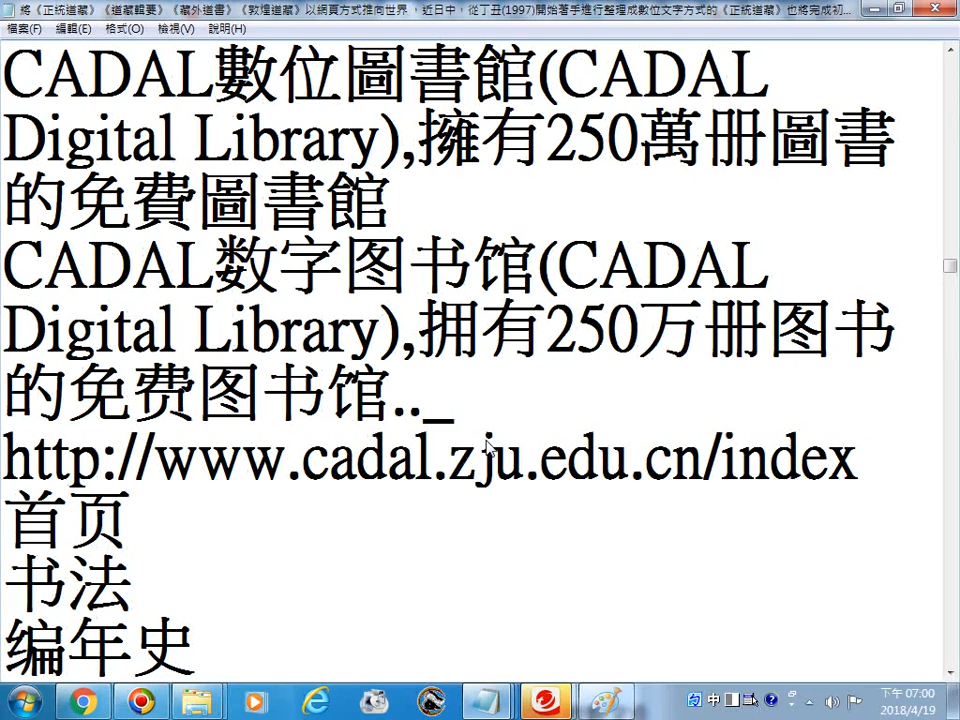 將《正統道藏》《道藏輯要》《藏外道書》《敦煌道藏》以網頁方式推向世界，近日中，從丁丑(1997)開始著手進行整理成數位文字方式的《正統道藏》也將完成初...
檔案(F) 編輯(E) 格式(O) 檢視(V) 說明(H)
CADAL數位圖書館(CADAL
Digital Library),擁有250萬册圖書
的免費圖書館
CADAL数字图书馆(CADAL
Digital Library),拥有250万册图书
的免费图书馆.._
http://www.cadal.zju.edu.cn/index
首页
书法
编年史
中
下午 07:00
2018/4/19